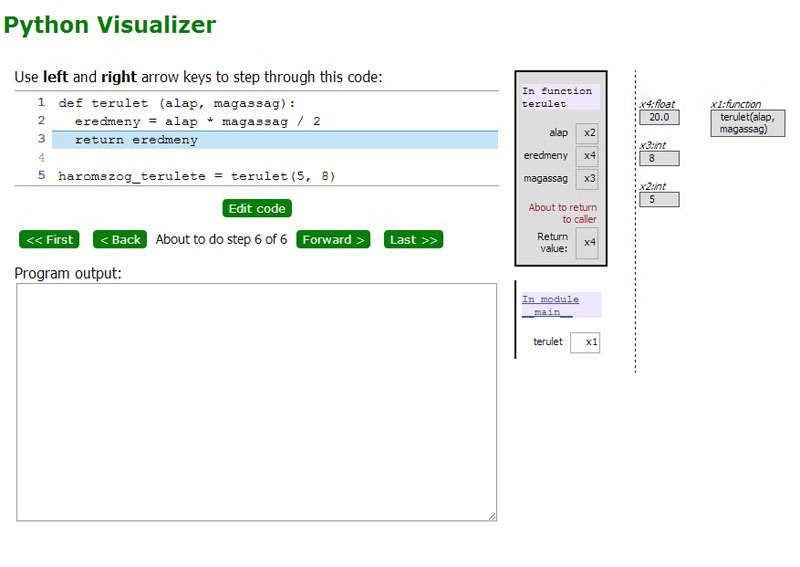 Python Visualizer
Use left and right arrow keys to step through this code:
1 def terulet (alap, magassag):
2   eredmeny = alap * magassag / 2
3   return eredmeny
4
5 haromszog_terulete = terulet(5, 8)
Edit code
<< First < Back About to do step 6 of 6 Forward > Last >>
Program output:
In function
terulet
alap x2
eredmeny x4
magassag x3
About to return
to caller
Return
value: x4
In module
__main__
terulet x1
x4:float
20.0
x3:int
8
x2:int
5
x1:function
terulet(alap,
magassag)